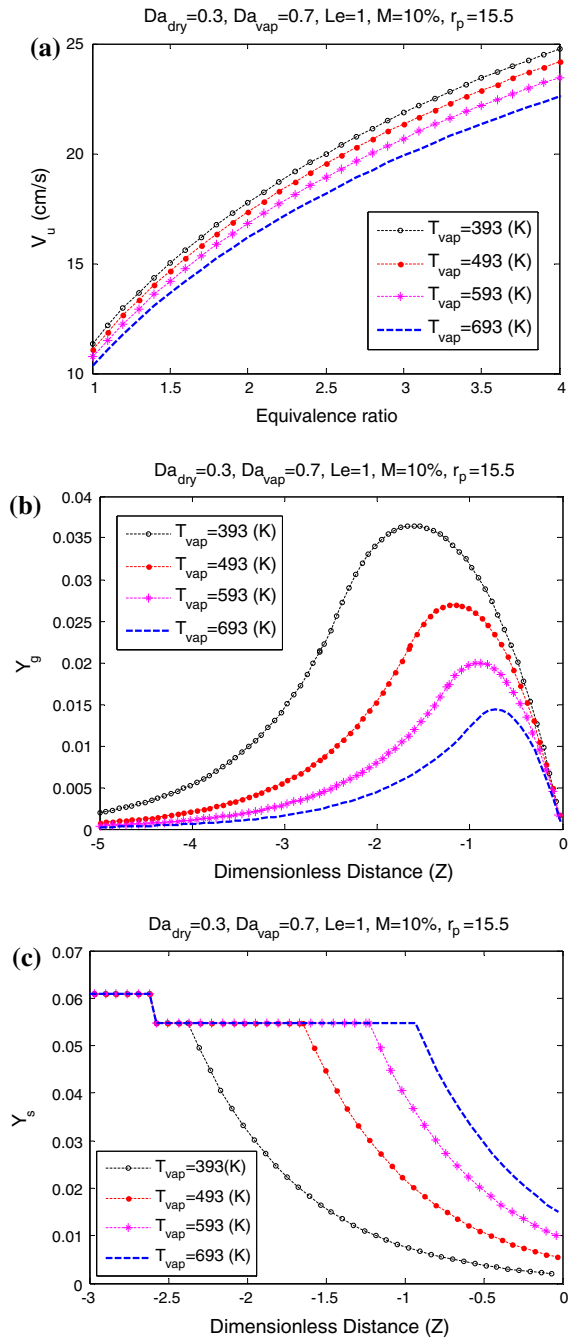 Da_dry=0.3, Da_vap=0.7, Le=1, M=10%, r_p=15.5
(a)
25
20
15
10
V_u (cm/s)
T_vap=393 (K)
T_vap=493 (K)
T_vap=593 (K)
T_vap=693 (K)
1 1.5 2 2.5 3 3.5 4
Equivalence ratio
Da_dry=0.3, Da_vap=0.7, Le=1, M=10%, r_p=15.5
(b)
0.04
0.035
0.03
0.025
0.02
0.015
0.01
0.005
0
Y_g
T_vap=393 (K)
T_vap=493 (K)
T_vap=593 (K)
T_vap=693 (K)
-5 -4 -3 -2 -1 0
Dimensionless Distance (Z)
Da_dry=0.3, Da_vap=0.7, Le=1, M=10%, r_p=15.5
(c)
0.07
0.06
0.05
0.04
0.03
0.02
0.01
0
Y_s
T_vap=393(K)
T_vap=493 (K)
T_vap=593 (K)
T_vap=693 (K)
-3 -2.5 -2 -1.5 -1 -0.5 0
Dimensionless Distance (Z)